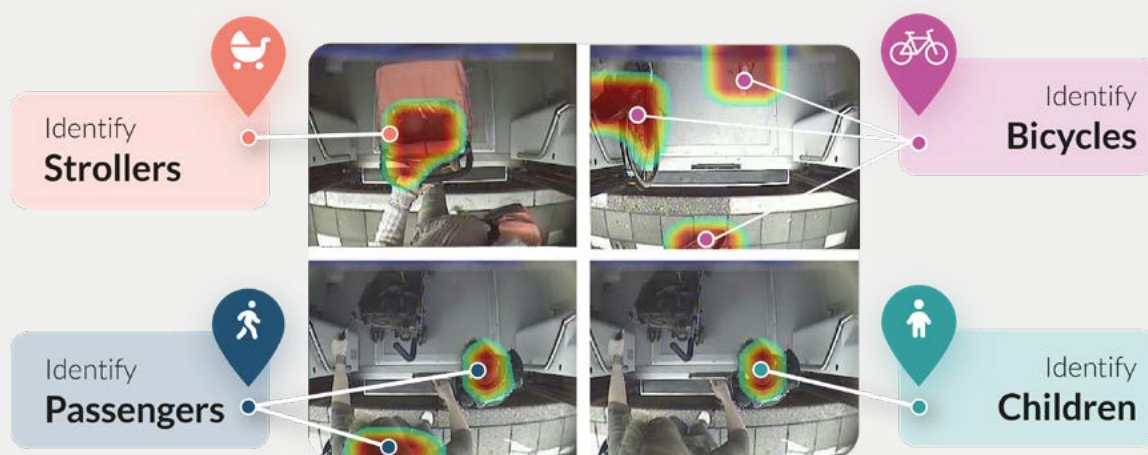 Identify
Strollers
Identify
Bicycles
Identify
Passengers
Identify
Children